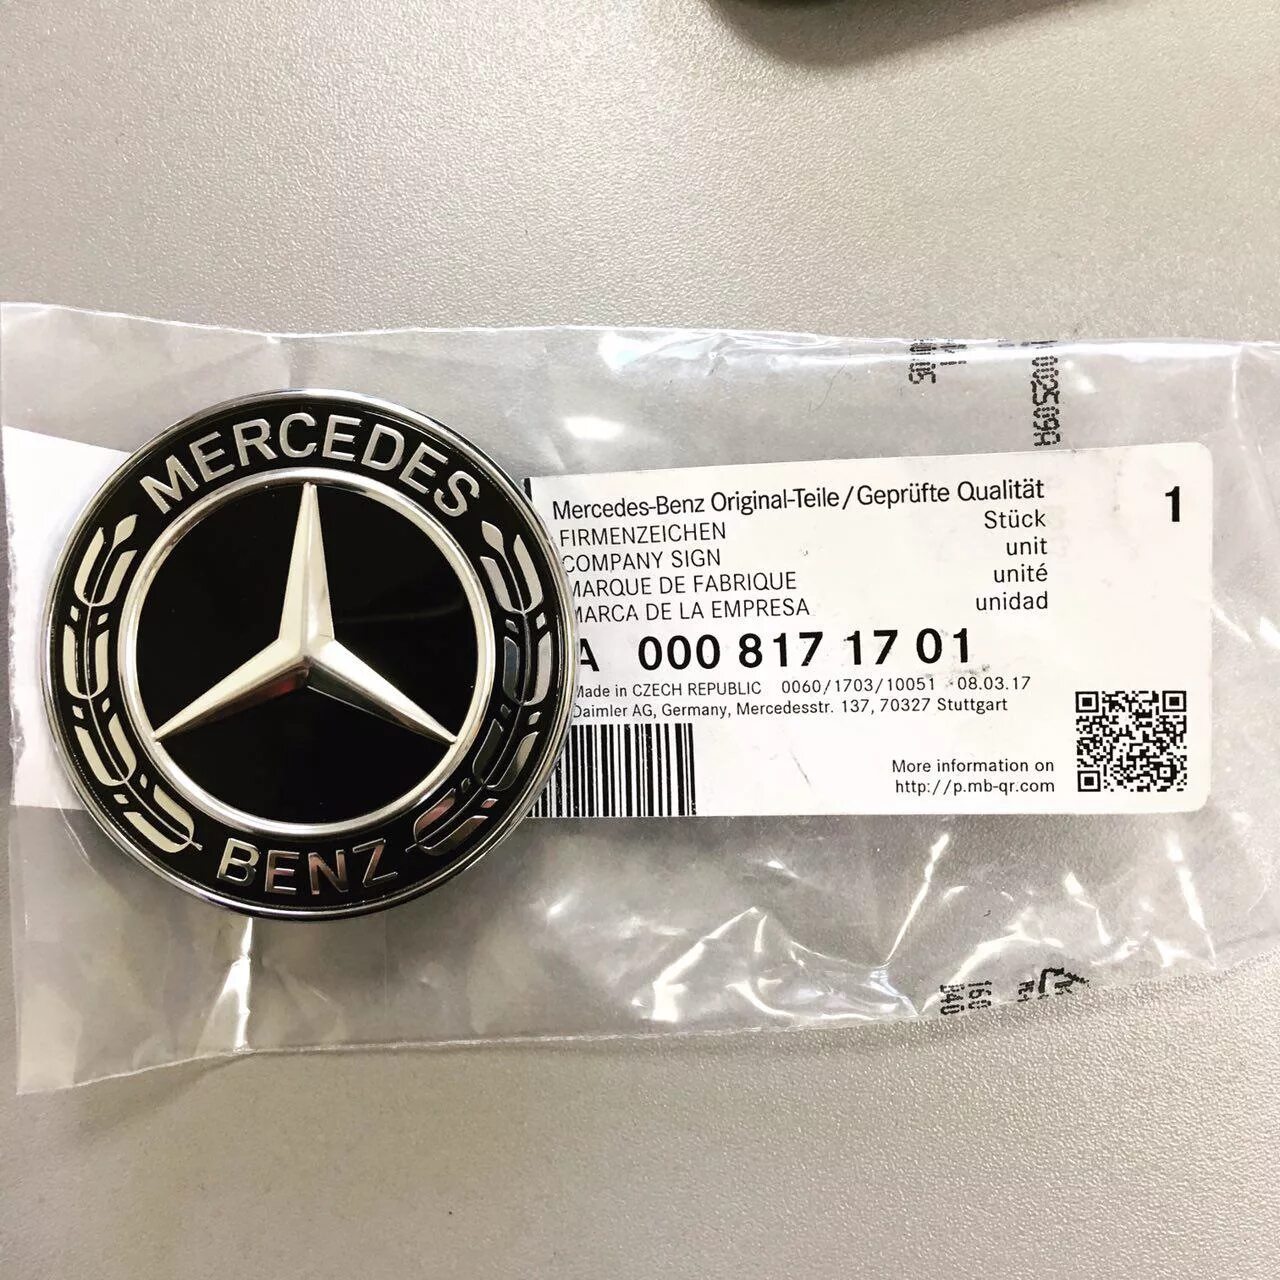 MERCEDES
BENZ
Mercedes-Benz Original-Teile/Geprüfte Qualität
1
FIRMENZEICHEN
Stück
COMPANY SIGN
unit
MARQUE DE FABRIQUE
unité
MARCA DE LA EMPRESA
unidad
A 000 817 17 01
Made in CZECH REPUBLIC 0060/1703/10051 08.03.17
Daimler AG, Germany, Mercedesstr. 137, 70327 Stuttgart
More information on
http://p.mb-qr.com